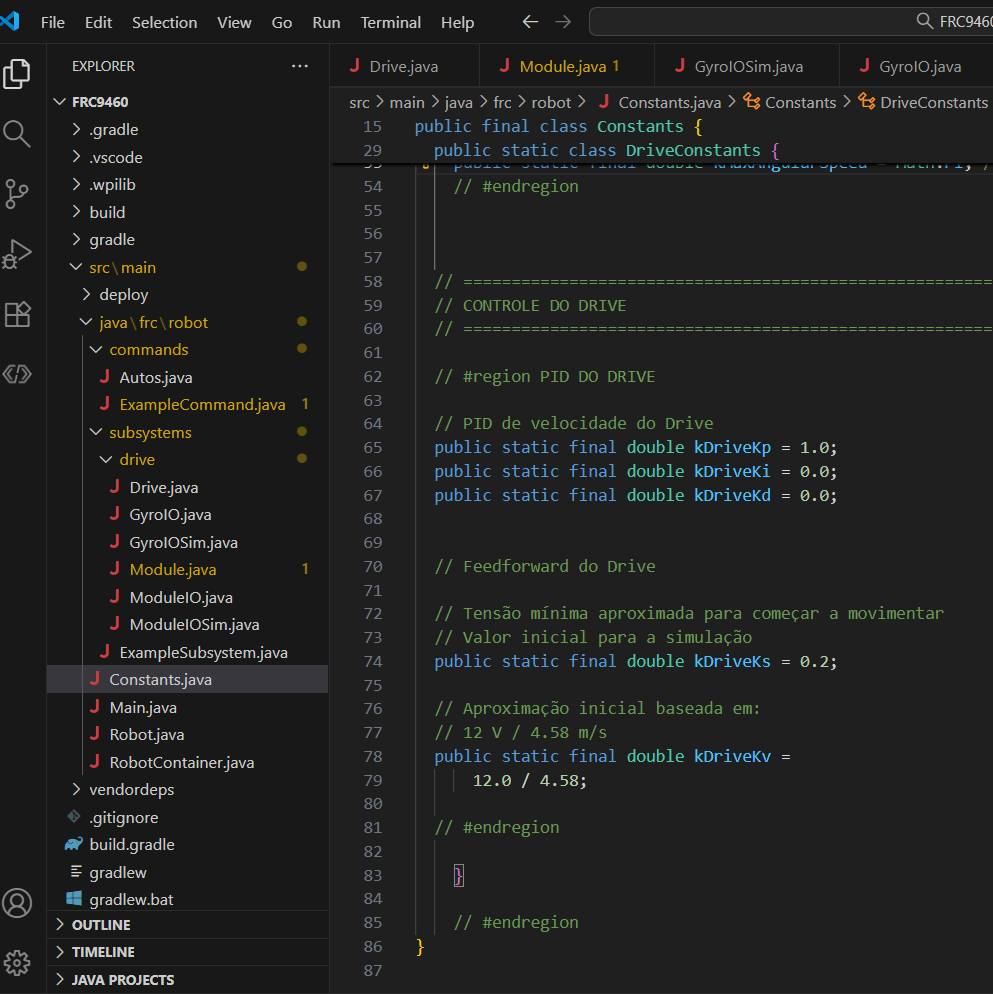 File Edit Selection View Go Run Terminal Help
FRC9460
EXPLORER
FRC9460
.gradle
.vscode
.wpilib
build
gradle
src\main
deploy
java\frc\robot
commands
Autos.java
ExampleCommand.java 1
subsystems
drive
Drive.java
GyroIO.java
GyroIOSim.java
Module.java 1
ModuleIO.java
ModuleIOSim.java
ExampleSubsystem.java
Constants.java
Main.java
Robot.java
RobotContainer.java
vendordeps
.gitignore
build.gradle
gradlew
gradlew.bat
OUTLINE
TIMELINE
JAVA PROJECTS
Drive.java Module.java 1 GyroIOSim.java GyroIO.java
src > main > java > frc > robot > Constants.java > Constants > DriveConstants
15 public final class Constants {
29 public static class DriveConstants {
53 public static final double kMaxAngularSpeed = Math.PI; /
54 // #endregion
55
56
57
58 // =======================================================
59 // CONTROLE DO DRIVE
60 // =======================================================
61
62 // #region PID DO DRIVE
63
64 // PID de velocidade do Drive
65 public static final double kDriveKp = 1.0;
66 public static final double kDriveKi = 0.0;
67 public static final double kDriveKd = 0.0;
68
69
70 // Feedforward do Drive
71
72 // Tensão mínima aproximada para começar a movimentar
73 // Valor inicial para a simulação
74 public static final double kDriveKs = 0.2;
75
76 // Aproximação inicial baseada em:
77 // 12 V / 4.58 m/s
78 public static final double kDriveKv =
79 12.0 / 4.58;
80
81 // #endregion
82
83 }
84
85 // #endregion
86 }
87